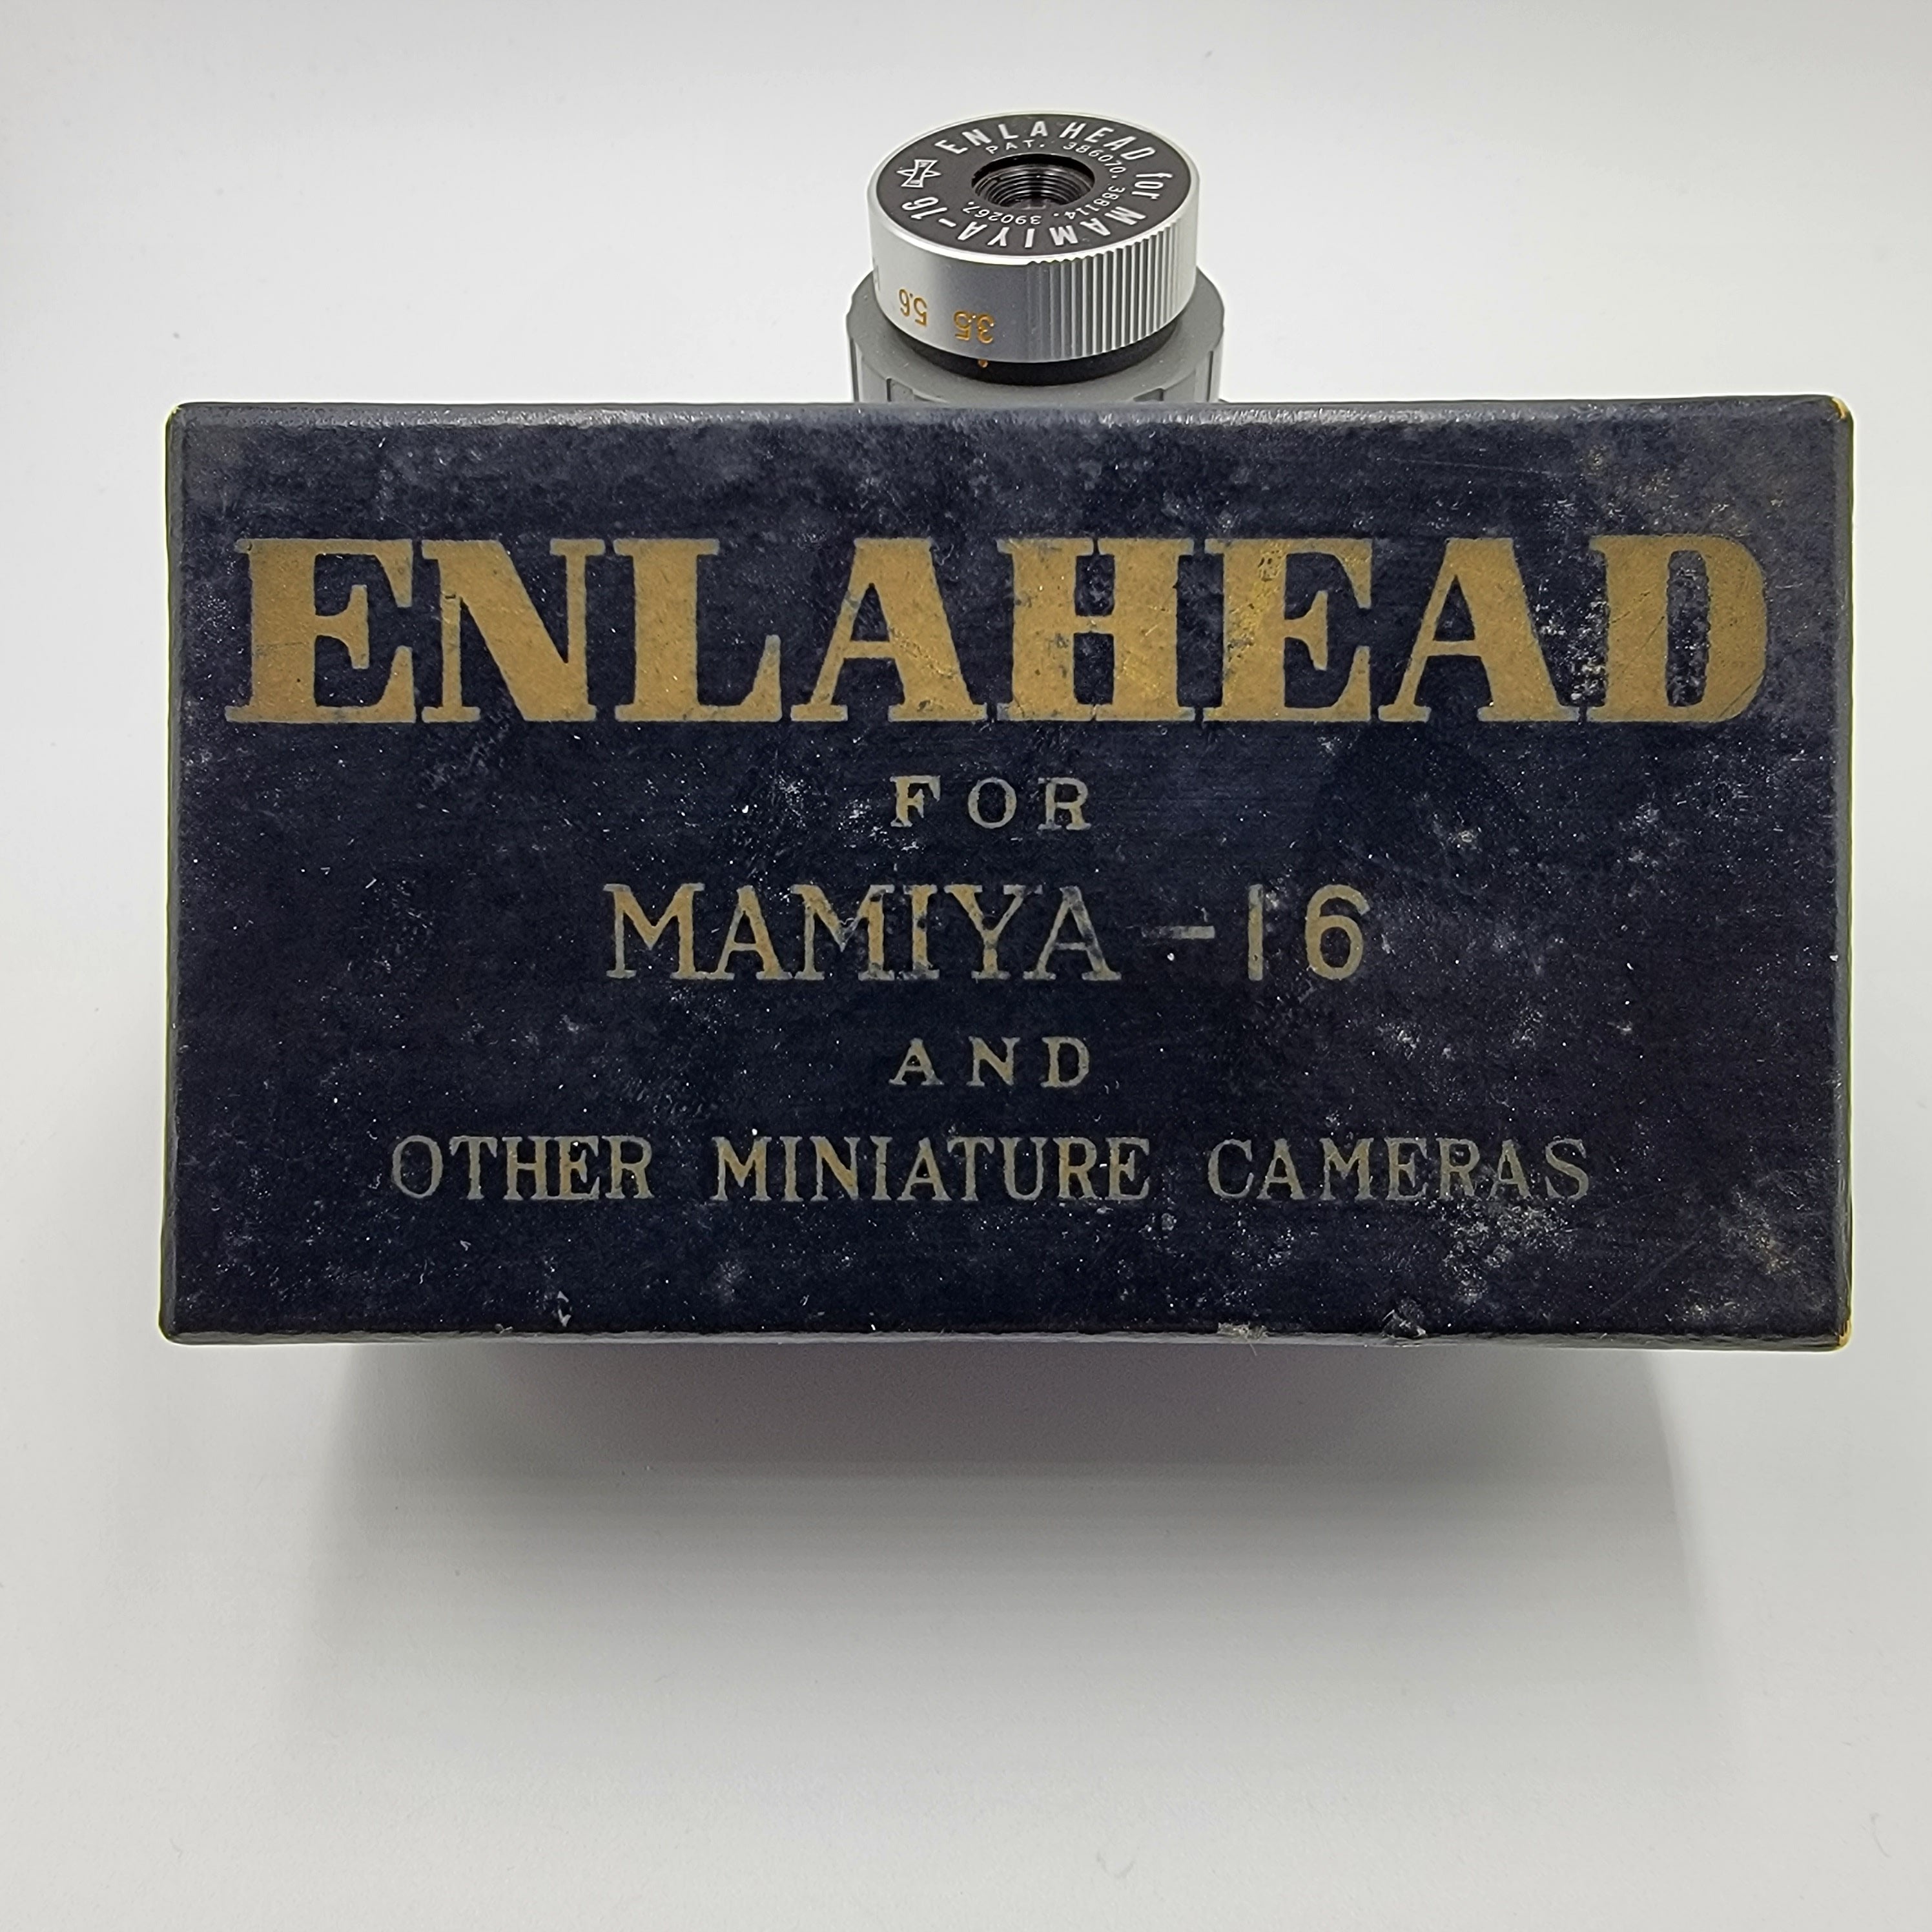 ENLAHEAD for MAMIYA-16
PAT. 386070. 388114. 390267.
5.6 3.5
ENLAHEAD
FOR
MAMIYA-16
AND
OTHER MINIATURE CAMERAS